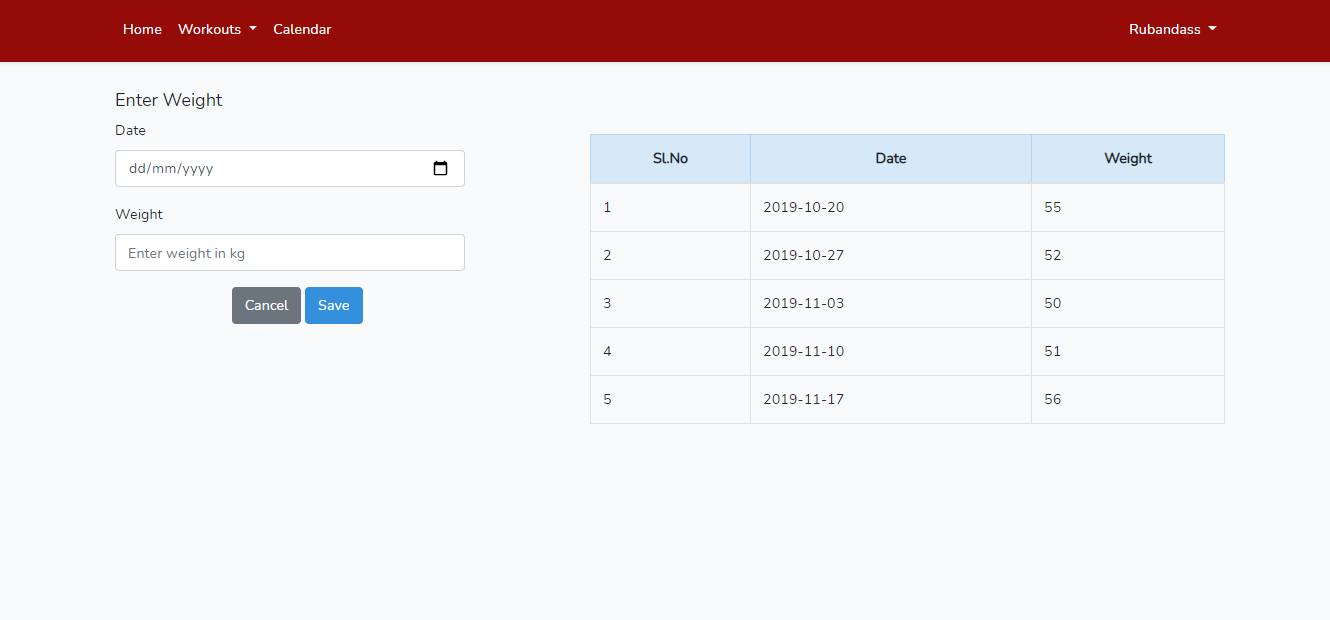 Home Workouts Calendar Rubandass
Enter Weight
Date
dd/mm/yyyy
Weight
Enter weight in kg
Cancel Save
Sl.No Date Weight
1 2019-10-20 55
2 2019-10-27 52
3 2019-11-03 50
4 2019-11-10 51
5 2019-11-17 56